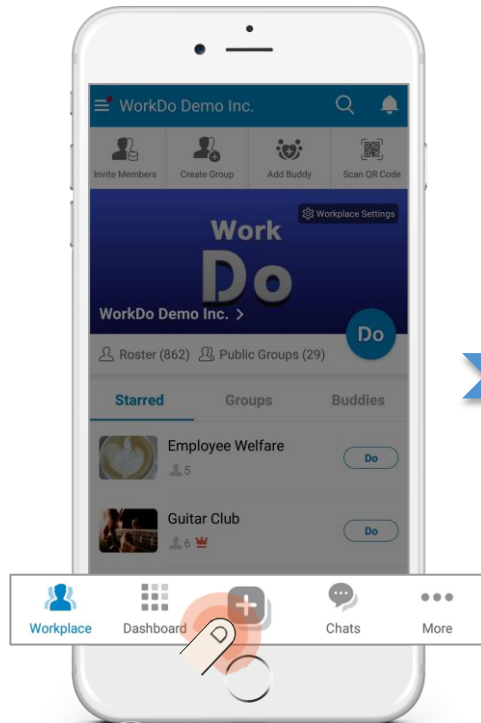 WorkDo Demo Inc.
Invite Members Create Group Add Buddy Scan QR Code
Workplace Settings
Work
Do
WorkDo Demo Inc. >
Do
Roster (862) Public Groups (29)
Starred Groups Buddies
Employee Welfare
5
Do
Guitar Club
6
Do
Workplace Dashboard Chats More